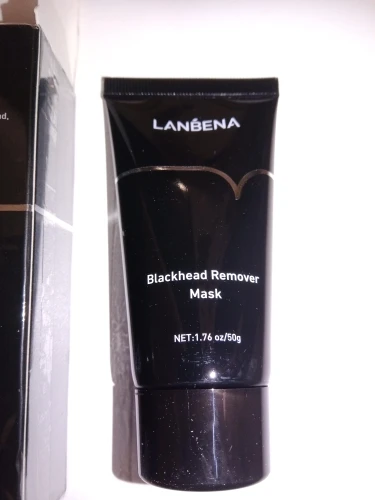 LANBENA
Blackhead Remover
Mask
NET:1.76 oz/50g